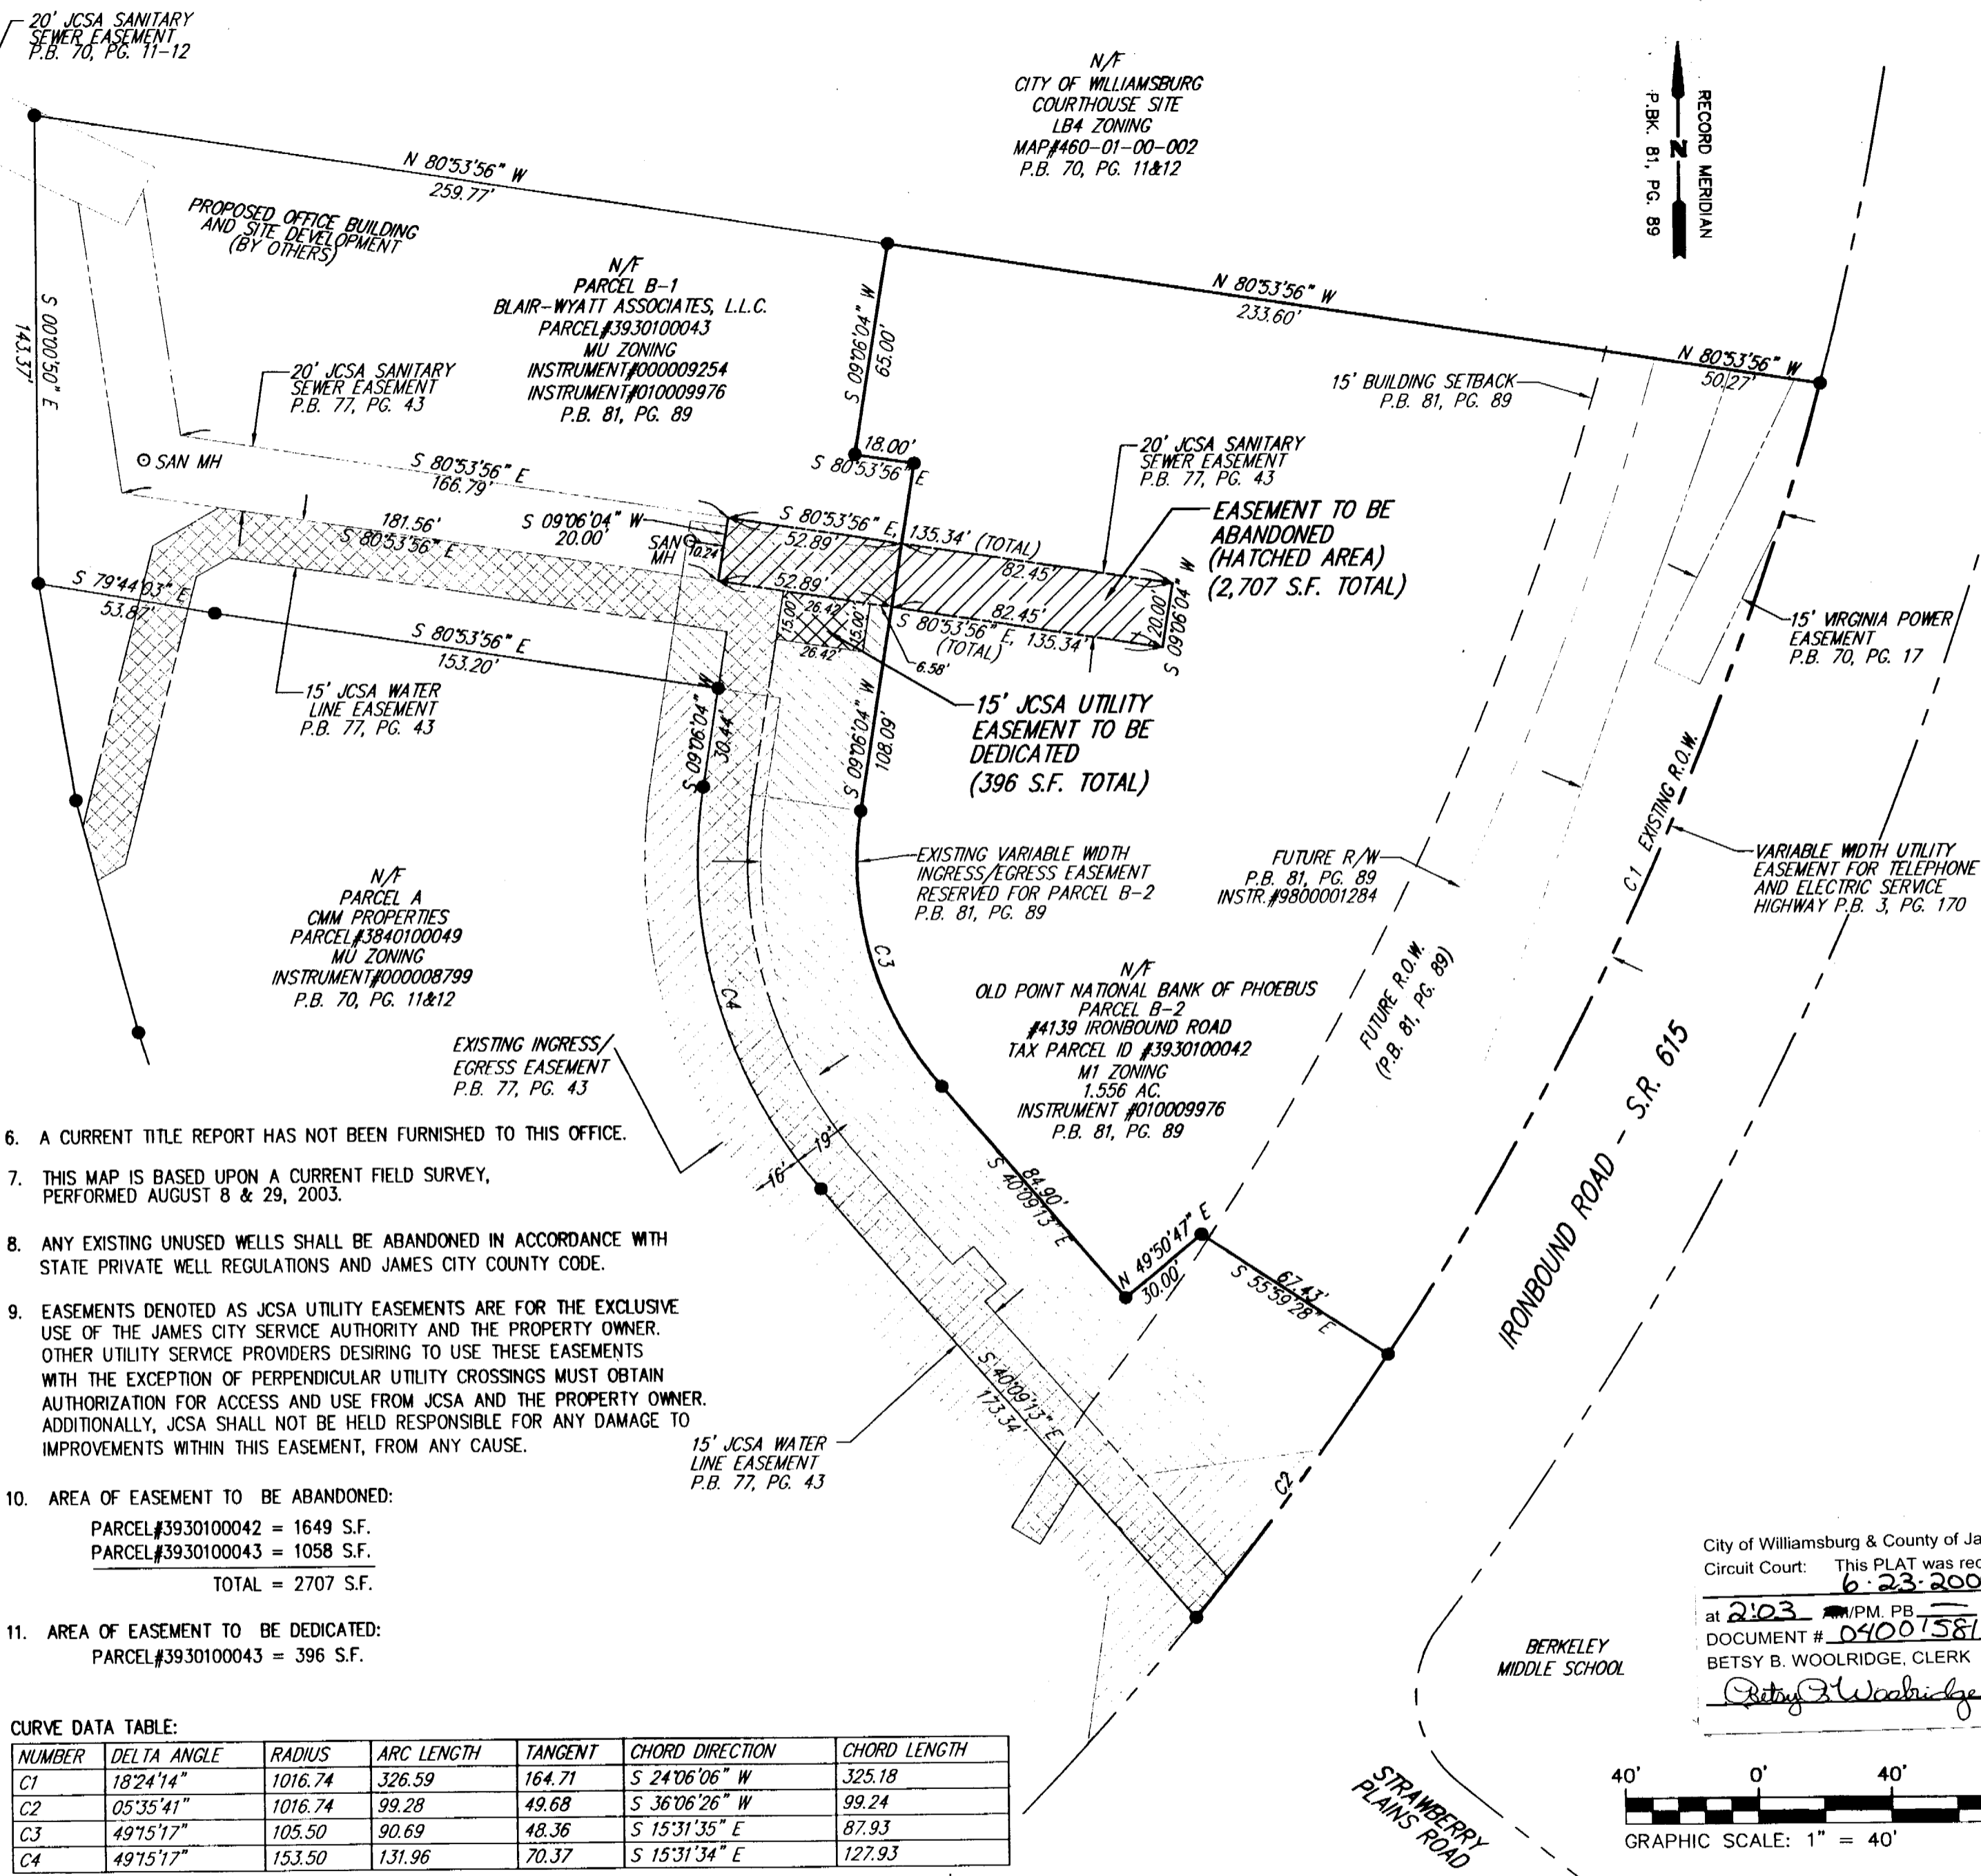 20' JCSA SANITARY
SEWER EASEMENT
P.B. 70, PG. 11-12
N/F
CITY OF WILLIAMSBURG
COURTHOUSE SITE
LB4 ZONING
MAP#460-01-00-002
P.B. 70, PG. 11&12
RECORD MERIDIAN
N
P.BK. 81, PG. 89
N 80°53'56" W
259.77'
PROPOSED OFFICE BUILDING
AND SITE DEVELOPMENT
(BY OTHERS)
S 00°00'50" E
143.37'
N/F
PARCEL B-1
BLAIR-WYATT ASSOCIATES, L.L.C.
PARCEL#3930100043
MU ZONING
INSTRUMENT#000009254
INSTRUMENT#010009976
P.B. 81, PG. 89
S 09°06'04" W
65.00'
N 80°53'56" W
233.60'
N 80°53'56" W
50.27'
15' BUILDING SETBACK
P.B. 81, PG. 89
20' JCSA SANITARY
SEWER EASEMENT
P.B. 77, PG. 43
SAN MH
S 80°53'56" E
166.79'
18.00'
S 80°53'56" E
20' JCSA SANITARY
SEWER EASEMENT
P.B. 77, PG. 43
EASEMENT TO BE
ABANDONED
(HATCHED AREA)
(2,707 S.F. TOTAL)
181.56'
S 80°53'56" E
S 09°06'04" W
20.00'
SAN
MH
10.24
S 80°53'56" E, 135.34' (TOTAL)
52.89'
82.45'
52.89'
82.45'
S 80°53'56" E, 135.34'
(TOTAL)
20.00'
S 09°06'04" W
15.00'
26.42'
15.00'
26.42'
6.58'
S 79°44'03" E
53.87'
S 80°53'56" E
153.20'
15' JCSA WATER
LINE EASEMENT
P.B. 77, PG. 43
15' VIRGINIA POWER
EASEMENT
P.B. 70, PG. 17
15' JCSA UTILITY
EASEMENT TO BE
DEDICATED
(396 S.F. TOTAL)
S 09°06'04" W
30.44'
S 09°06'04" W
108.09'
EXISTING VARIABLE WIDTH
INGRESS/EGRESS EASEMENT
RESERVED FOR PARCEL B-2
P.B. 81, PG. 89
FUTURE R/W
P.B. 81, PG. 89
INSTR.#9800001284
C1 EXISTING R.O.W.
VARIABLE WIDTH UTILITY
EASEMENT FOR TELEPHONE
AND ELECTRIC SERVICE
HIGHWAY P.B. 3, PG. 170
N/F
PARCEL A
CMM PROPERTIES
PARCEL#3840100049
MU ZONING
INSTRUMENT#000008799
P.B. 70, PG. 11&12
C4
C3
N/F
OLD POINT NATIONAL BANK OF PHOEBUS
PARCEL B-2
#4139 IRONBOUND ROAD
TAX PARCEL ID #3930100042
M1 ZONING
1.556 AC.
INSTRUMENT #010009976
P.B. 81, PG. 89
FUTURE R.O.W.
(P.B. 81, PG. 89)
EXISTING INGRESS/
EGRESS EASEMENT
P.B. 77, PG. 43
16'
19'
84.90'
S 40°09'13" E
N 49°50'47" E
30.00'
67.43'
S 55°59'28" E
IRONBOUND ROAD - S.R. 615
S 40°09'13" E
173.34'
C2
15' JCSA WATER
LINE EASEMENT
P.B. 77, PG. 43
6. A CURRENT TITLE REPORT HAS NOT BEEN FURNISHED TO THIS OFFICE.
7. THIS MAP IS BASED UPON A CURRENT FIELD SURVEY,
PERFORMED AUGUST 8 & 29, 2003.
8. ANY EXISTING UNUSED WELLS SHALL BE ABANDONED IN ACCORDANCE WITH
STATE PRIVATE WELL REGULATIONS AND JAMES CITY COUNTY CODE.
9. EASEMENTS DENOTED AS JCSA UTILITY EASEMENTS ARE FOR THE EXCLUSIVE
USE OF THE JAMES CITY SERVICE AUTHORITY AND THE PROPERTY OWNER.
OTHER UTILITY SERVICE PROVIDERS DESIRING TO USE THESE EASEMENTS
WITH THE EXCEPTION OF PERPENDICULAR UTILITY CROSSINGS MUST OBTAIN
AUTHORIZATION FOR ACCESS AND USE FROM JCSA AND THE PROPERTY OWNER.
ADDITIONALLY, JCSA SHALL NOT BE HELD RESPONSIBLE FOR ANY DAMAGE TO
IMPROVEMENTS WITHIN THIS EASEMENT, FROM ANY CAUSE.
10. AREA OF EASEMENT TO BE ABANDONED:
PARCEL#3930100042 = 1649 S.F.
PARCEL#3930100043 = 1058 S.F.
TOTAL = 2707 S.F.
11. AREA OF EASEMENT TO BE DEDICATED:
PARCEL#3930100043 = 396 S.F.
BERKELEY
MIDDLE SCHOOL
STRAWBERRY
PLAINS ROAD
City of Williamsburg & County of Ja
Circuit Court: This PLAT was rec
6-23-200
at 2:03 /PM. PB
DOCUMENT # 04001581
BETSY B. WOOLRIDGE, CLERK
Betsy B Woolridge
CURVE DATA TABLE:
NUMBER DELTA ANGLE RADIUS ARC LENGTH TANGENT CHORD DIRECTION CHORD LENGTH
C1 18°24'14" 1016.74 326.59 164.71 S 24°06'06" W 325.18
C2 05°35'41" 1016.74 99.28 49.68 S 36°06'26" W 99.24
C3 49°15'17" 105.50 90.69 48.36 S 15°31'35" E 87.93
C4 49°15'17" 153.50 131.96 70.37 S 15°31'34" E 127.93
40' 0' 40'
GRAPHIC SCALE: 1" = 40'